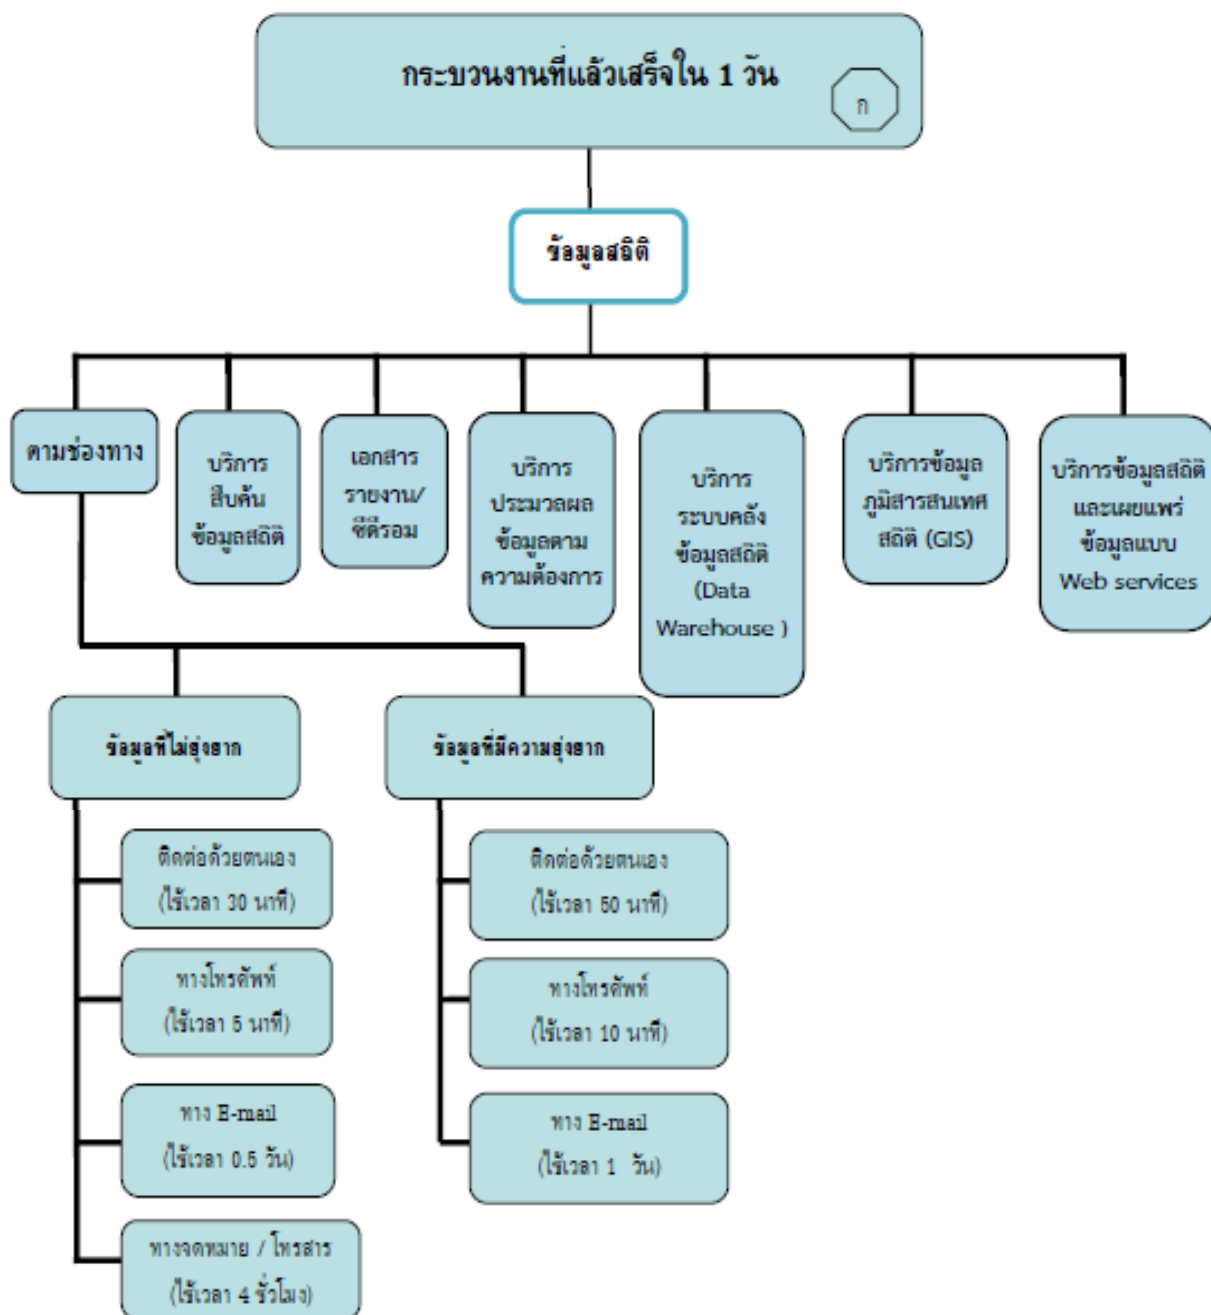 กระบวนงานที่แล้วเสร็จใน 1 วัน
ก
ข้อมูลสถิติ
ตามช่องทาง
บริการ
สืบค้น
ข้อมูลสถิติ
เอกสาร
รายงาน/
ซีดีรอม
บริการ
ประมวลผล
ข้อมูลตาม
ความต้องการ
บริการ
ระบบคลัง
ข้อมูลสถิติ
(Data
Warehouse )
บริการข้อมูล
ภูมิสารสนเทศ
สถิติ (GIS)
บริการข้อมูลสถิติ
และเผยแพร่
ข้อมูลแบบ
Web services
ข้อมูลที่ไม่ยุ่งยาก
ข้อมูลที่มีความยุ่งยาก
ติดต่อด้วยตนเอง
(ใช้เวลา 30 นาที)
ทางโทรศัพท์
(ใช้เวลา 5 นาที)
ทาง E-mail
(ใช้เวลา 0.5 วัน)
ทางจดหมาย / โทรสาร
(ใช้เวลา 4 ชั่วโมง)
ติดต่อด้วยตนเอง
(ใช้เวลา 50 นาที)
ทางโทรศัพท์
(ใช้เวลา 10 นาที)
ทาง E-mail
(ใช้เวลา 1 วัน)